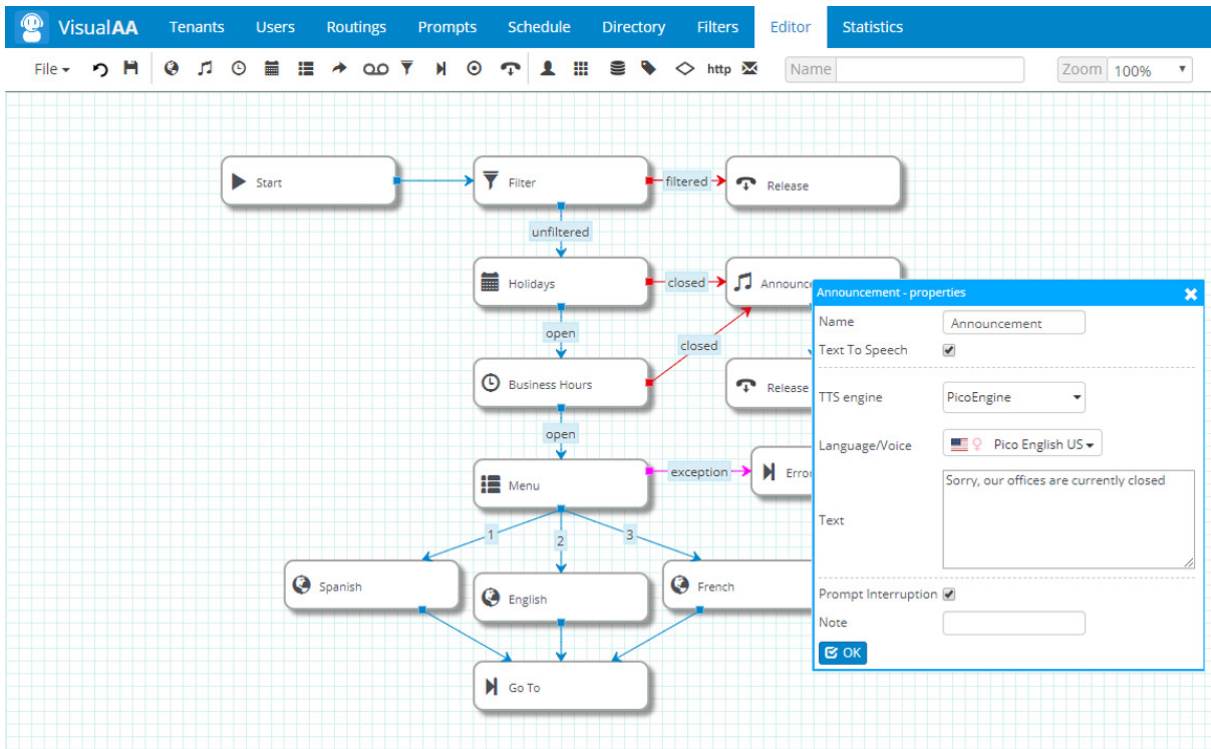 VisualAA Tenants Users Routings Prompts Schedule Directory Filters Editor Statistics
File http Name Zoom 100%
Start
Filter
filtered
Release
unfiltered
Holidays
closed
Announce
open
closed
Business Hours
Release
open
Menu
exception
Erro
1
2
3
Spanish
English
French
Go To
Announcement - properties
Name Announcement
Text To Speech
TTS engine PicoEngine
Language/Voice Pico English US
Text Sorry, our offices are currently closed
Prompt Interruption
Note
OK